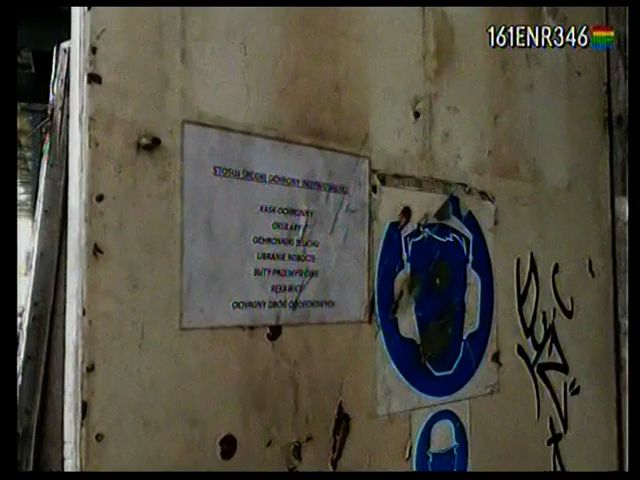 161ENR346
STOSUJ ŚRODKI OCHRONY INDYWIDUALNEJ
KASK OCHRONNY
OKULARY
OCHRONNIKI SŁUCHU
UBRANIE ROBOCZE
BUTY PRZEMYSŁOWE
RĘKAWICE
OCHRONY DRÓG ODDECHOWYCH